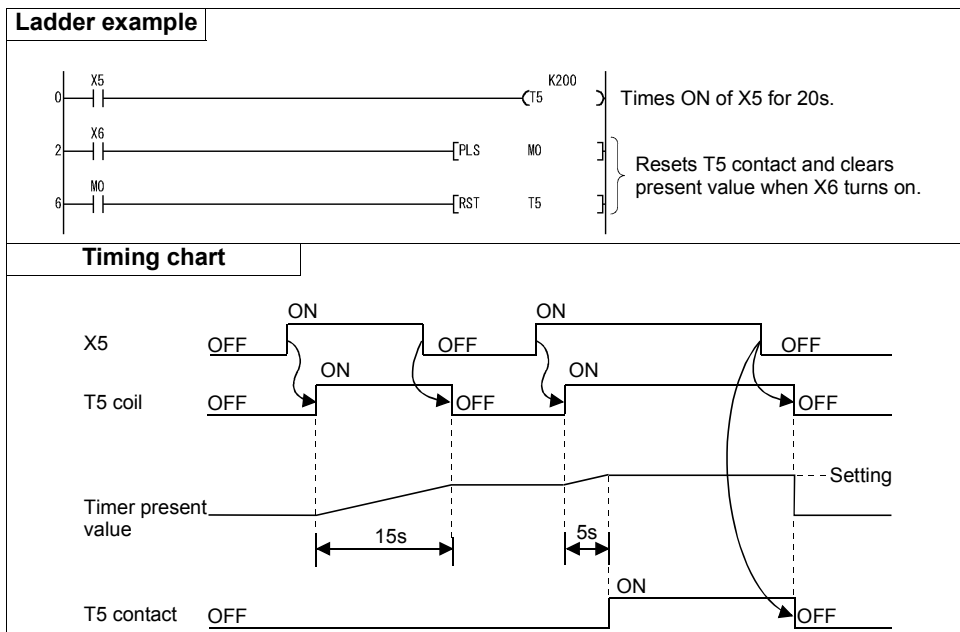 Ladder example
X5 K200
0 T5 Times ON of X5 for 20s.
X6
2 PLS M0
Resets T5 contact and clears
present value when X6 turns on.
M0
6 RST T5
Timing chart
ON ON
X5 OFF OFF OFF
ON ON
T5 coil OFF OFF OFF
Setting
Timer present
value
15s 5s
ON
T5 contact OFF OFF